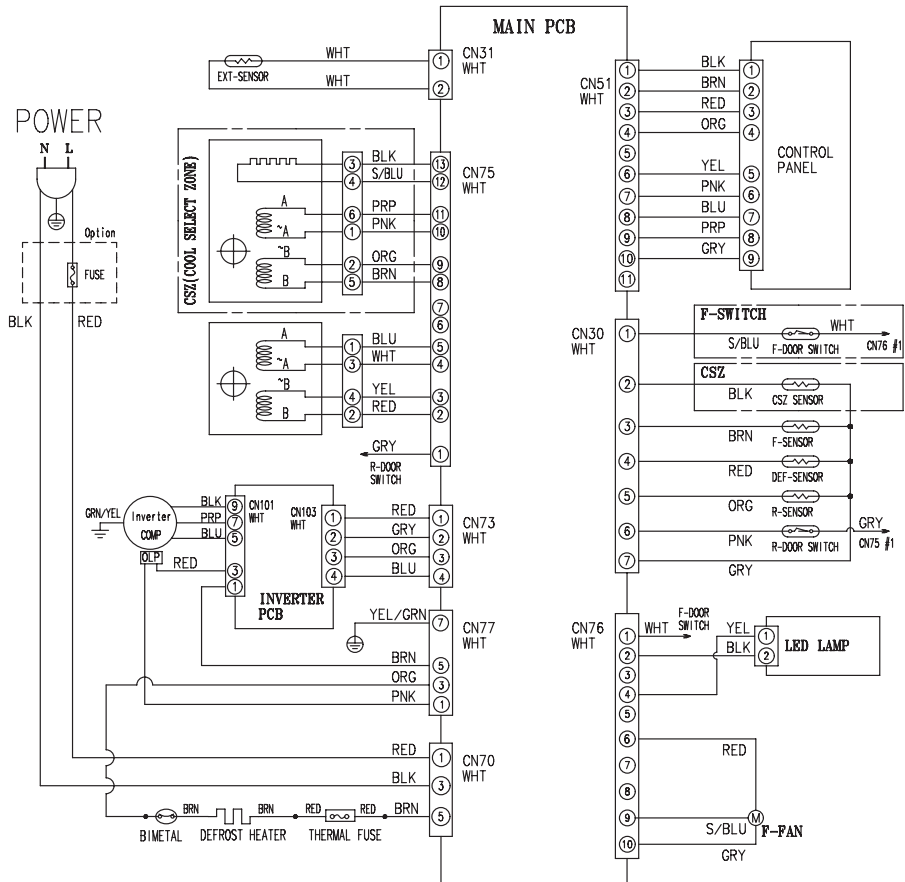 MAIN PCB
POWER
N L
Option
FUSE
BLK RED
WHT
EXT-SENSOR
WHT
1
2
CN31
WHT
CSZ(COOL SELECT ZONE)
A
~A
~B
B
3 BLK 13
4 S/BLU 12
6 PRP 11
1 PNK 10
2 ORG 9
5 BRN 8
7
6
CN75
WHT
A
~A
~B
B
1 BLU 5
3 WHT 4
4 YEL 3
2 RED 2
GRY 1
R-DOOR
SWITCH
GRN/YEL
Inverter
COMP
OLP
BLK 9
PRP 7
BLU 5
RED 3
1
CN101
WHT
CN103
WHT
INVERTER
PCB
1 RED 1
2 GRY 2
3 ORG 3
4 BLU 4
CN73
WHT
YEL/GRN 7
BRN 5
ORG 3
PNK 1
CN77
WHT
RED 1
BLK 3
BRN 5
CN70
WHT
BRN BRN RED RED
BIMETAL DEFROST HEATER THERMAL FUSE
CN51
WHT
1 BLK 1
2 BRN 2
3 RED 3
4 ORG 4
5
6 YEL 5
7 PNK 6
8 BLU 7
9 PRP 8
10 GRY 9
11
CONTROL
PANEL
CN30
WHT
F-SWITCH
1 S/BLU F-DOOR SWITCH WHT CN76 #1
CSZ
2 BLK CSZ SENSOR
3 BRN F-SENSOR
4 RED DEF-SENSOR
5 ORG R-SENSOR
6 PNK R-DOOR SWITCH GRY CN75 #1
7 GRY
CN76
WHT
1 WHT
F-DOOR
SWITCH
2
3
4
5
6
7
8
9
10
YEL 1
BLK 2
LED LAMP
RED
S/BLU
GRY
M
F-FAN